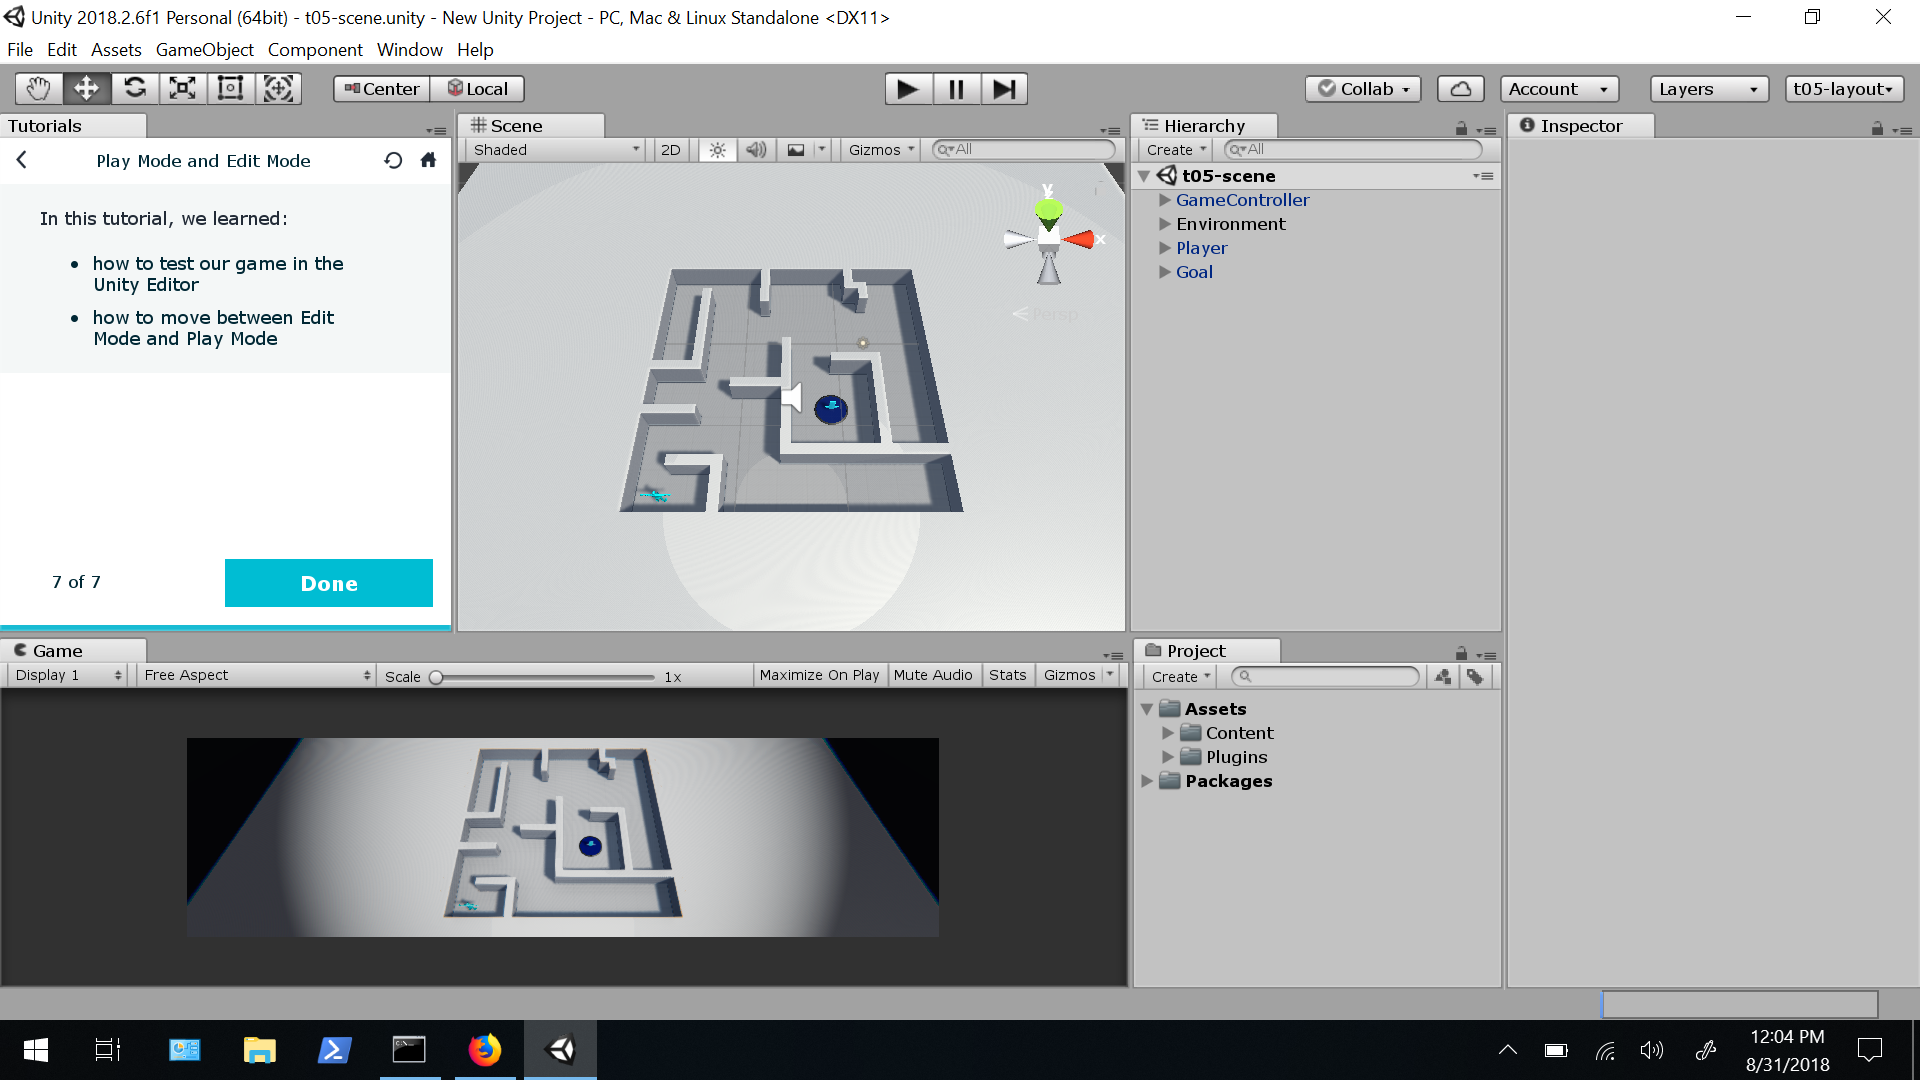 Unity 2018.2.6f1 Personal (64bit) - t05-scene.unity - New Unity Project - PC, Mac & Linux Standalone <DX11>
File Edit Assets GameObject Component Window Help
Center Local Collab Account Layers t05-layout
Tutorials
Play Mode and Edit Mode
In this tutorial, we learned:
• how to test our game in the
Unity Editor
• how to move between Edit
Mode and Play Mode
7 of 7 Done
Scene
Shaded 2D Gizmos All
y
x
Persp
Hierarchy
Create All
t05-scene
GameController
Environment
Player
Goal
Inspector
Game
Display 1 Free Aspect Scale 1x Maximize On Play Mute Audio Stats Gizmos
Project
Create
Assets
Content
Plugins
Packages
12:04 PM
8/31/2018